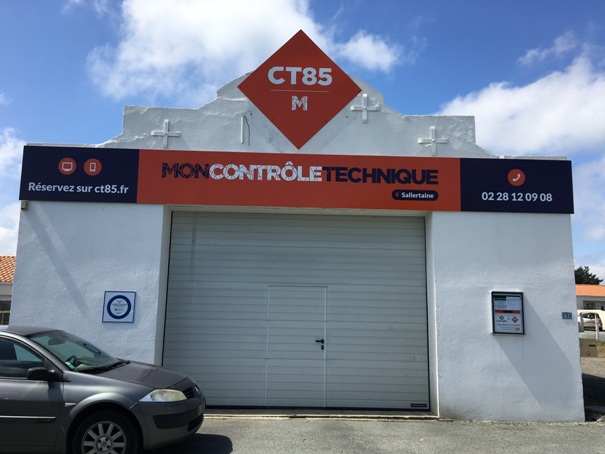 CT85
M
MONCONTRÔLETECHNIQUE
Sallertaine
Réservez sur ct85.fr
02 28 12 09 08